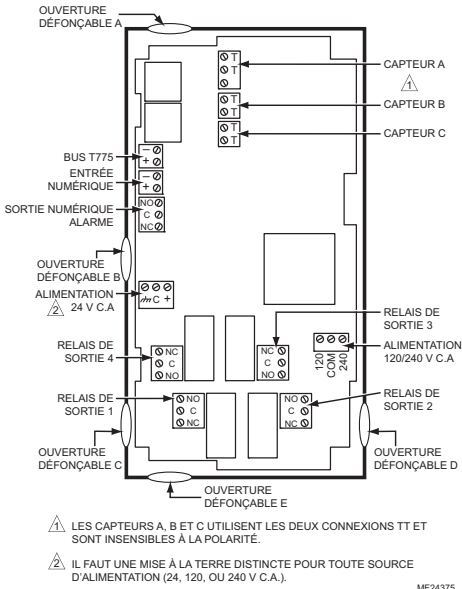 OUVERTURE
DÉFONÇABLE A
T
T
CAPTEUR A
1
T
T
CAPTEUR B
T
T
CAPTEUR C
BUS T775
–
+
ENTRÉE
NUMÉRIQUE
–
+
SORTIE NUMÉRIQUE
ALARME
NO
C
NC
OUVERTURE
DÉFONÇABLE B
ALIMENTATION
2 24 V C.A
C +
RELAIS DE
SORTIE 3
RELAIS DE
SORTIE 4
NC
C
NO
NC
C
NO
120
COM
240
ALIMENTATION
120/240 V C.A
RELAIS DE
SORTIE 1
NO
C
NC
NO
C
NC
RELAIS DE
SORTIE 2
OUVERTURE
DÉFONÇABLE C
OUVERTURE
DÉFONÇABLE D
OUVERTURE
DÉFONÇABLE E
1 LES CAPTEURS A, B ET C UTILISENT LES DEUX CONNEXIONS TT ET
SONT INSENSIBLES À LA POLARITÉ.
2 IL FAUT UNE MISE À LA TERRE DISTINCTE POUR TOUTE SOURCE
D'ALIMENTATION (24, 120, OU 240 V C.A.).
MF24375